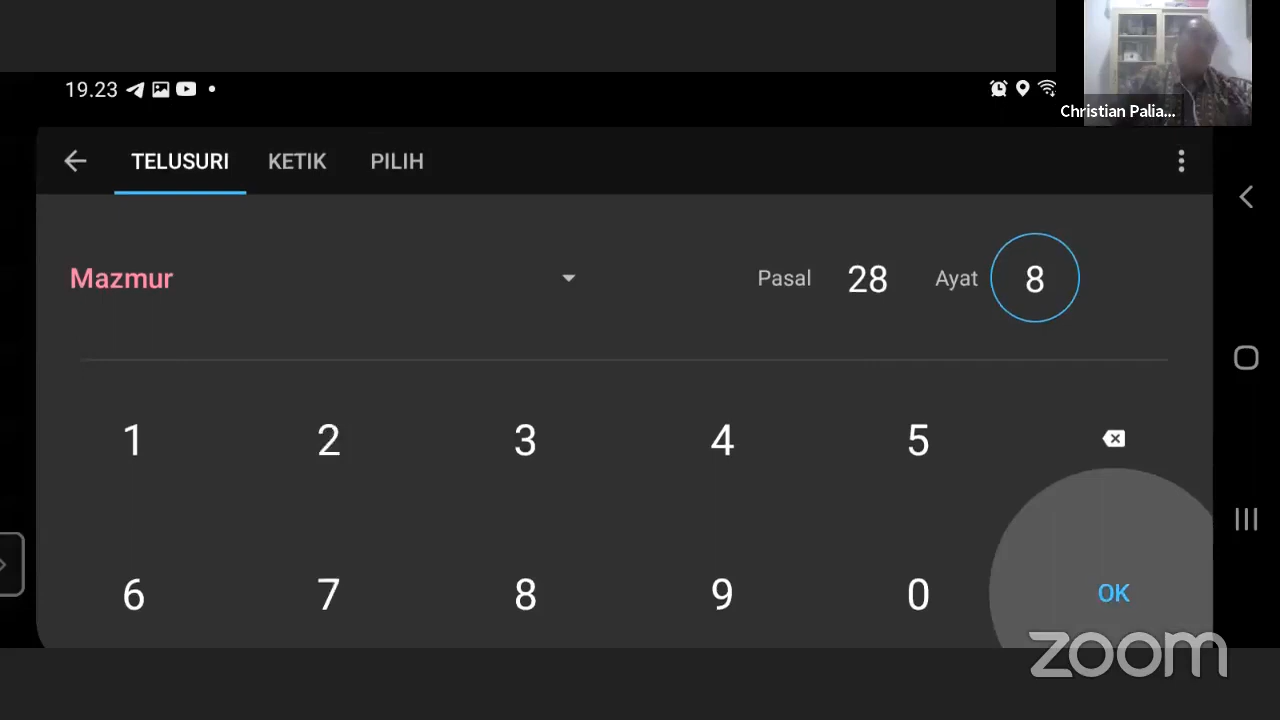 19.23
Christian Palia...
TELUSURI KETIK PILIH
Mazmur Pasal 28 Ayat 8
1 2 3 4 5
6 7 8 9 0 OK
zoom